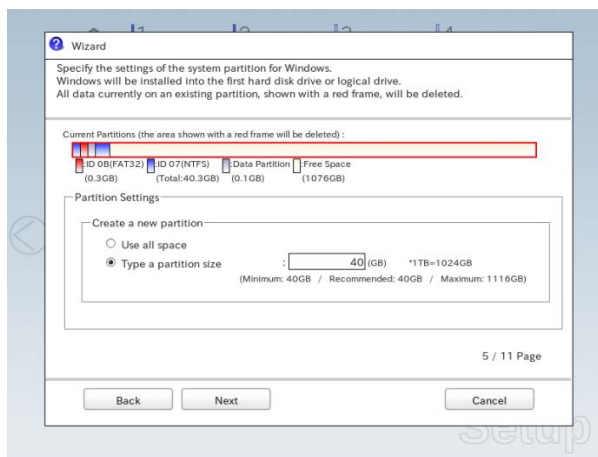 Wizard
Specify the settings of the system partition for Windows.
Windows will be installed into the first hard disk drive or logical drive.
All data currently on an existing partition, shown with a red frame, will be deleted.
Current Partitions (the area shown with a red frame will be deleted) :
:ID 0B(FAT32) :ID 07(NTFS) :Data Partition :Free Space
(0.3GB) (Total:40.3GB) (0.1GB) (1076GB)
Partition Settings
Create a new partition
Use all space
Type a partition size : 40 (GB) *1TB=1024GB
(Minimum: 40GB / Recommended: 40GB / Maximum: 1116GB)
5 / 11 Page
Back Next Cancel
Setup